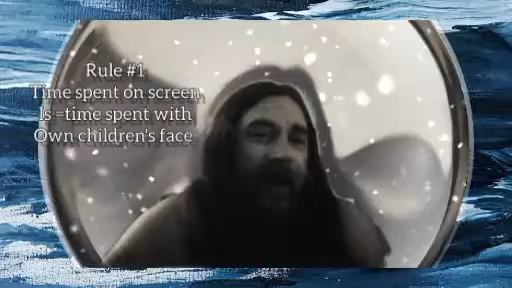 Rule #1
Time spent on screen
Is =time spent with
Own children's face